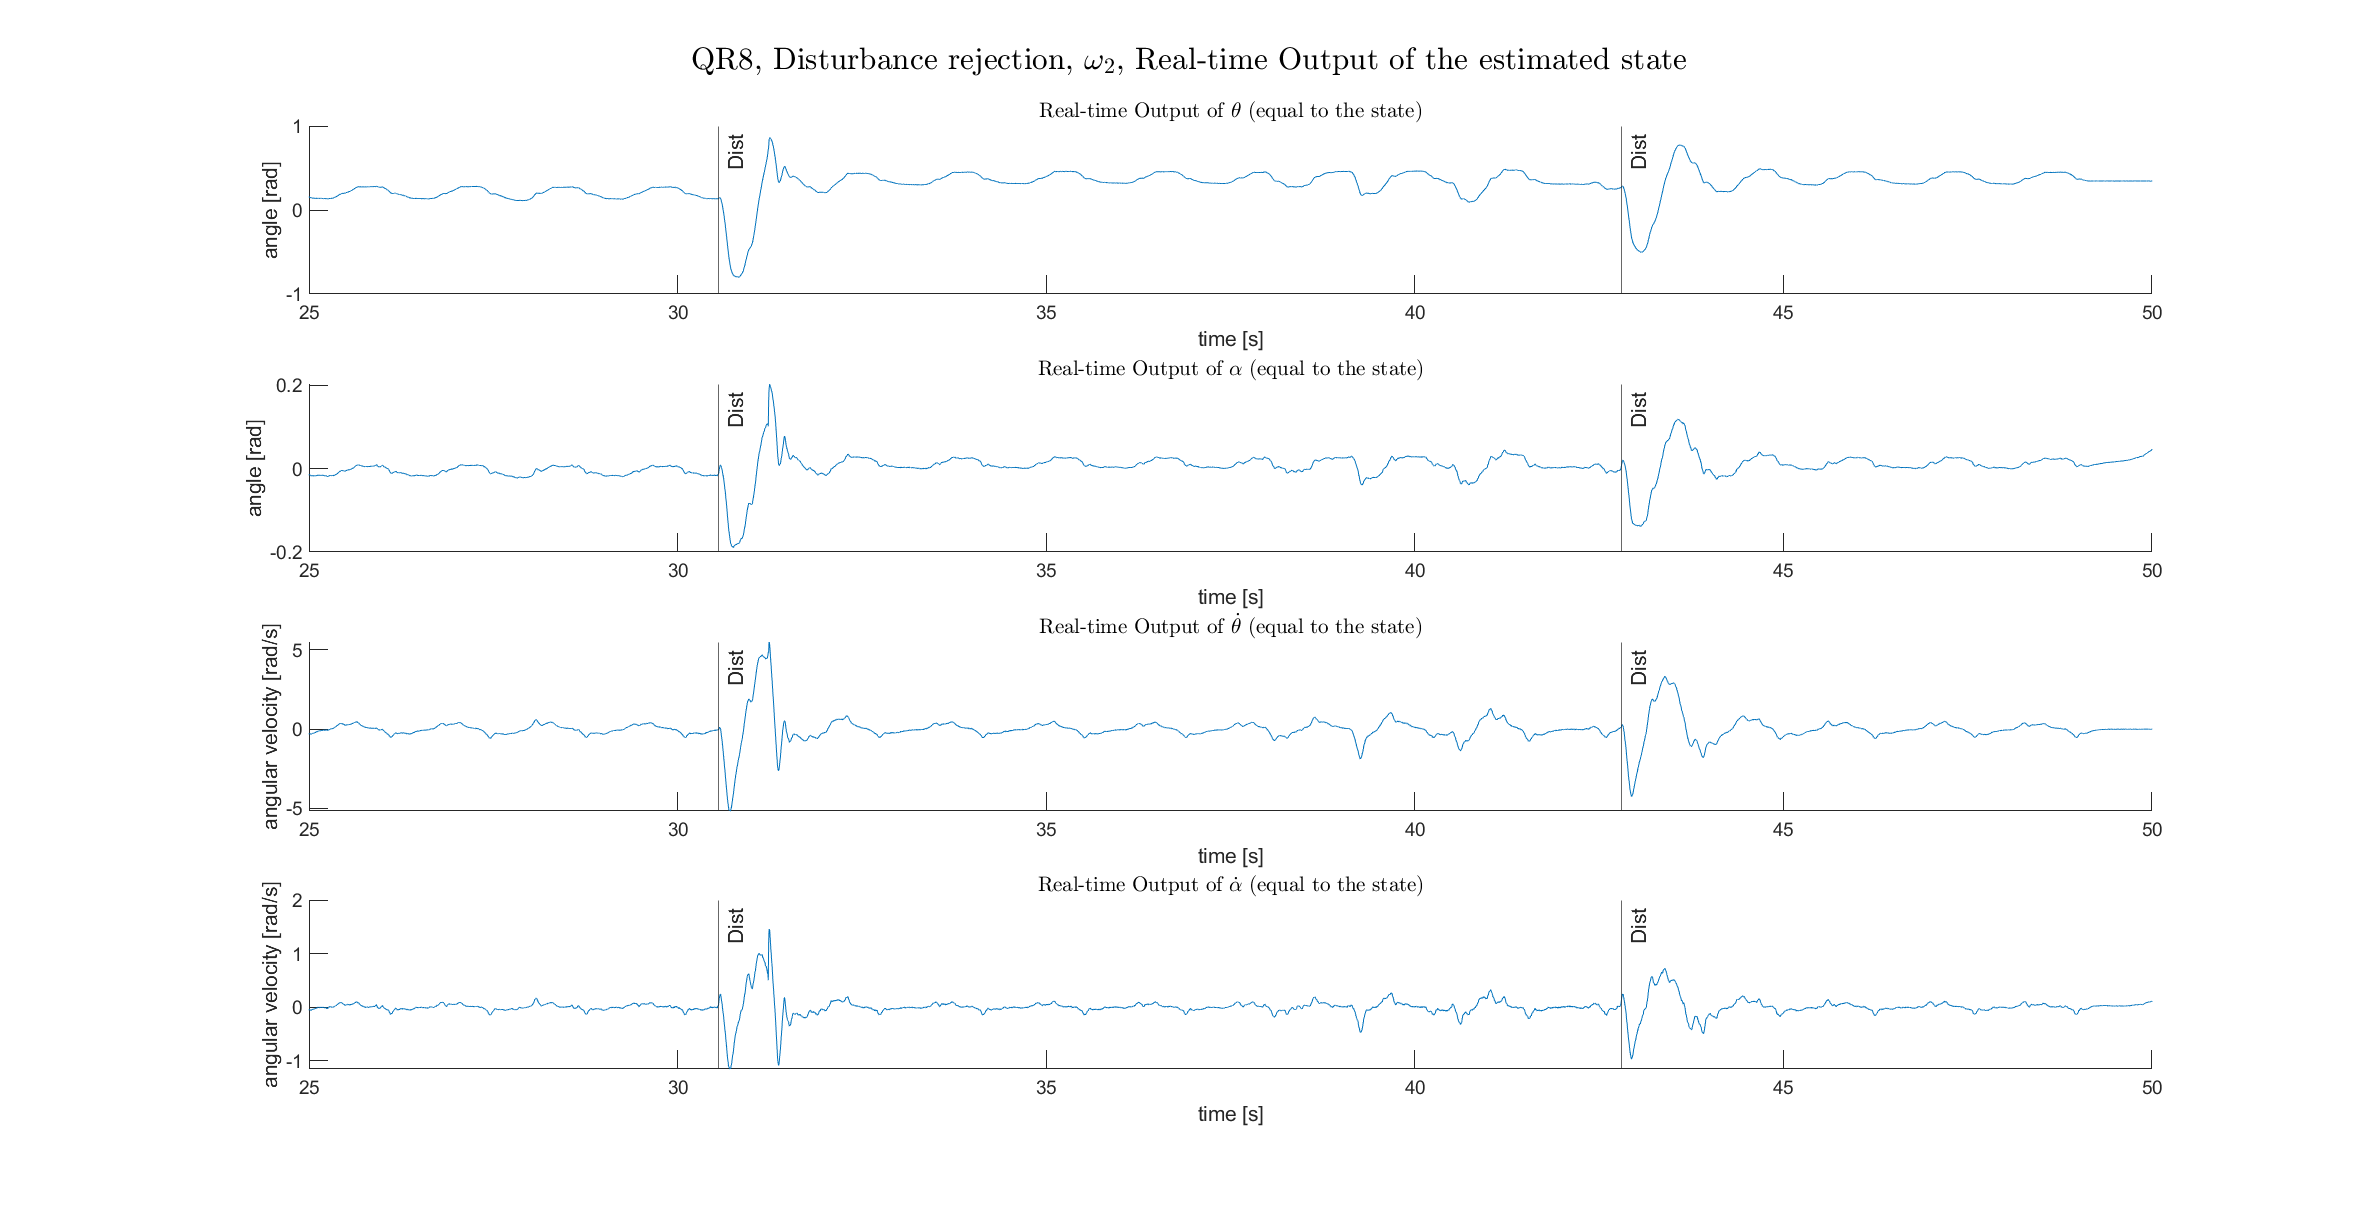 QR8, Disturbance rejection, ω₂, Real-time Output of the estimated state
Real-time Output of θ (equal to the state)
angle [rad]
1
0
-1
Dist
Dist
25 30 35 40 45 50
time [s]
Real-time Output of α (equal to the state)
angle [rad]
0.2
0
-0.2
Dist
Dist
25 30 35 40 45 50
time [s]
Real-time Output of θ̇ (equal to the state)
angular velocity [rad/s]
5
0
-5
Dist
Dist
25 30 35 40 45 50
time [s]
Real-time Output of α̇ (equal to the state)
angular velocity [rad/s]
2
1
0
-1
Dist
Dist
25 30 35 40 45 50
time [s]